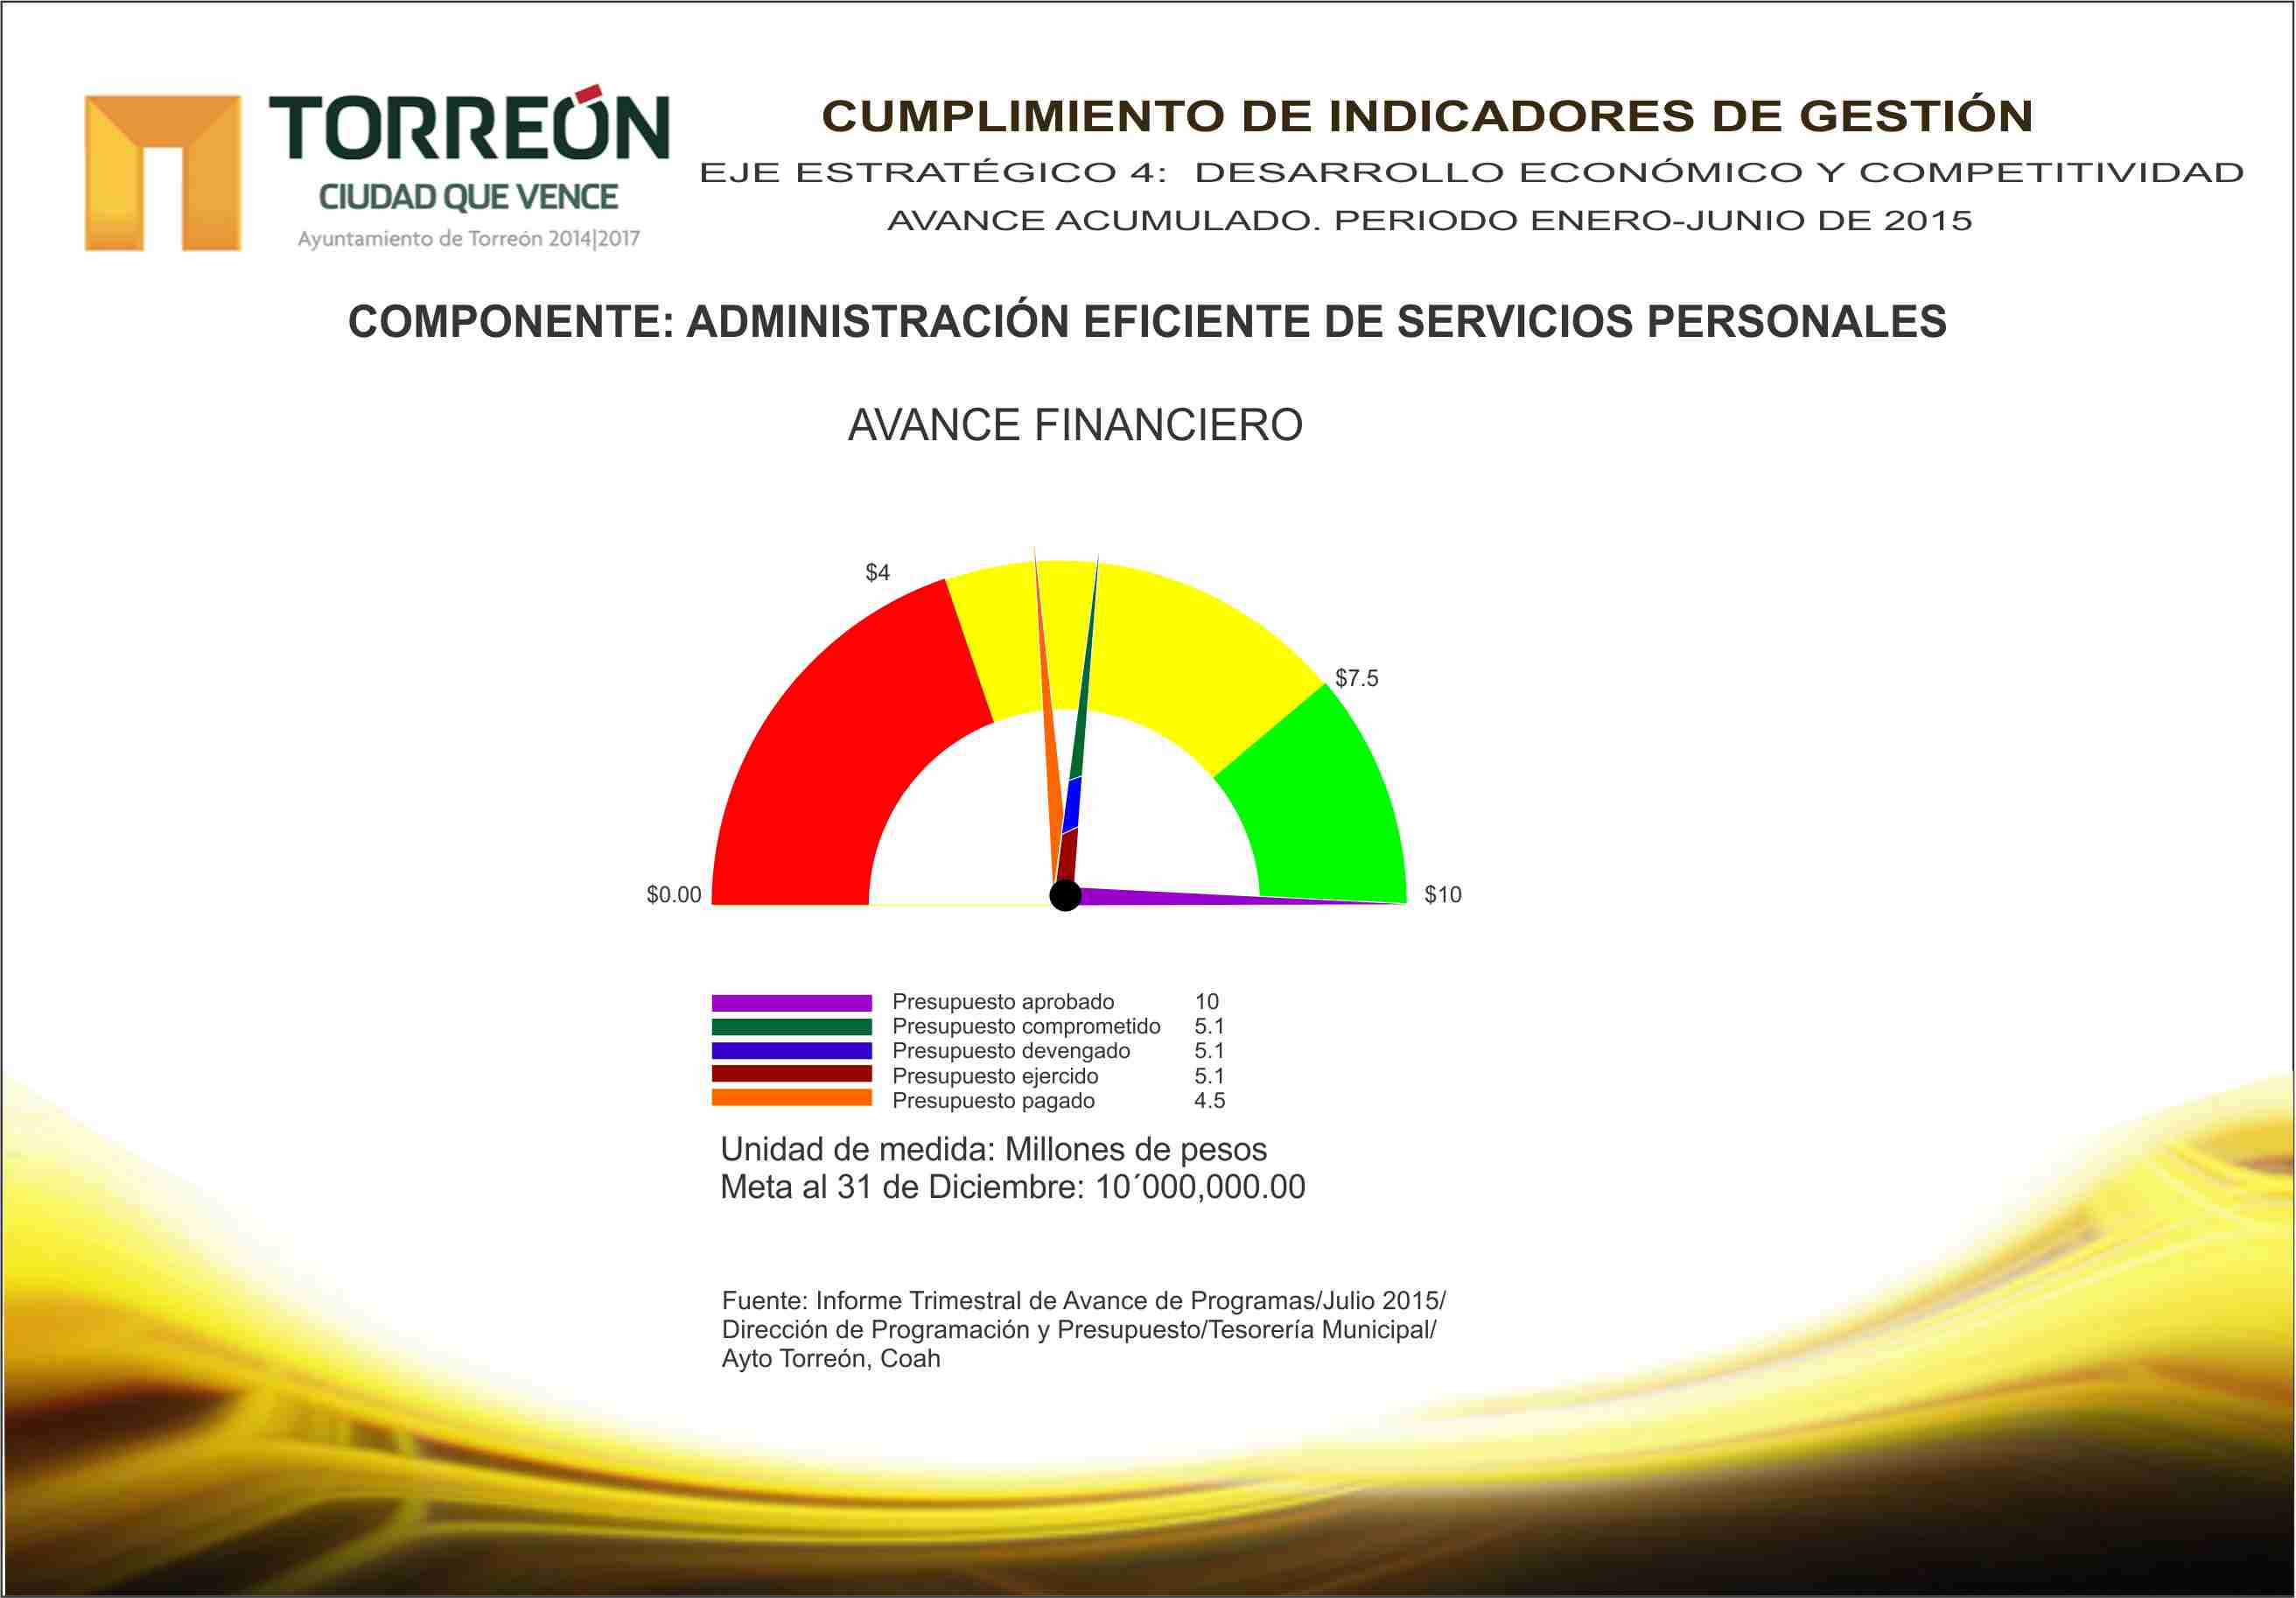 TORREÓN
CIUDAD QUE VENCE
Ayuntamiento de Torreón 2014|2017
CUMPLIMIENTO DE INDICADORES DE GESTIÓN
EJE ESTRATÉGICO 4: DESARROLLO ECONÓMICO Y COMPETITIVIDAD
AVANCE ACUMULADO. PERIODO ENERO-JUNIO DE 2015
COMPONENTE: ADMINISTRACIÓN EFICIENTE DE SERVICIOS PERSONALES
AVANCE FINANCIERO
$4
$7.5
$0.00
$10
Presupuesto aprobado 10
Presupuesto comprometido 5.1
Presupuesto devengado 5.1
Presupuesto ejercido 5.1
Presupuesto pagado 4.5
Unidad de medida: Millones de pesos
Meta al 31 de Diciembre: 10´000,000.00
Fuente: Informe Trimestral de Avance de Programas/Julio 2015/
Dirección de Programación y Presupuesto/Tesorería Municipal/
Ayto Torreón, Coah